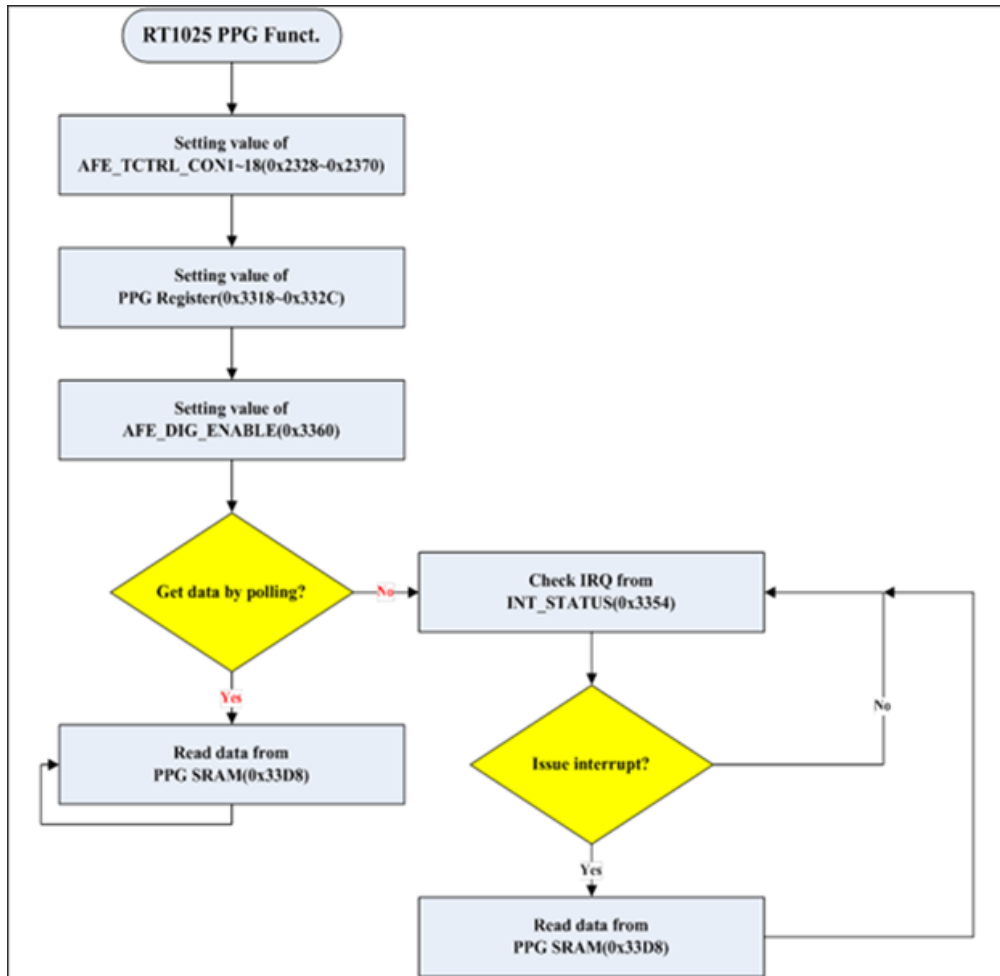 RT1025 PPG Funct.
Setting value of
AFE_TCTRL_CON1~18(0x2328~0x2370)
Setting value of
PPG Register(0x3318~0x332C)
Setting value of
AFE_DIG_ENABLE(0x3360)
Get data by polling?
No
Check IRQ from
INT_STATUS(0x3354)
Yes
No
Read data from
PPG SRAM(0x33D8)
Issue interrupt?
Yes
Read data from
PPG SRAM(0x33D8)